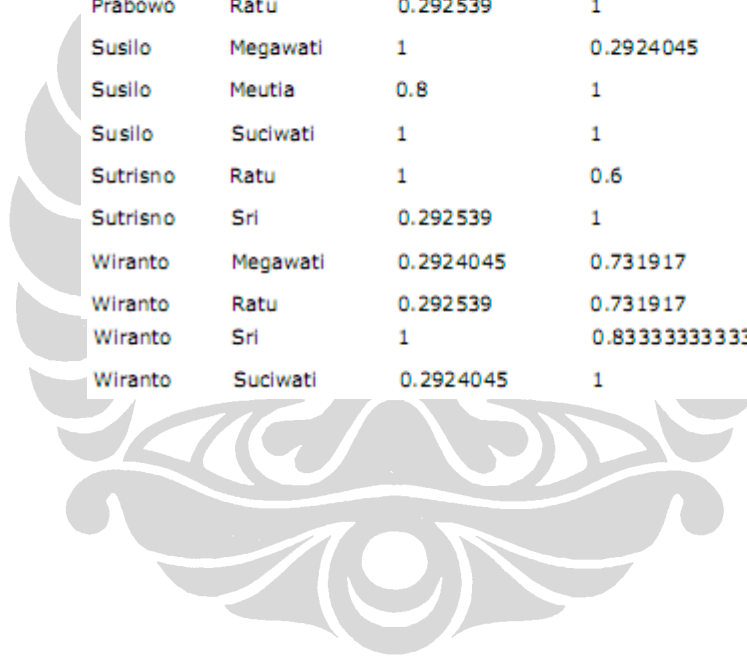 Prabowo Ratu 0.292539 1
Susilo Megawati 1 0.2924045
Susilo Meutia 0.8 1
Susilo Suciwati 1 1
Sutrisno Ratu 1 0.6
Sutrisno Sri 0.292539 1
Wiranto Megawati 0.2924045 0.731917
Wiranto Ratu 0.292539 0.731917
Wiranto Sri 1 0.833333333333
Wiranto Suciwati 0.2924045 1